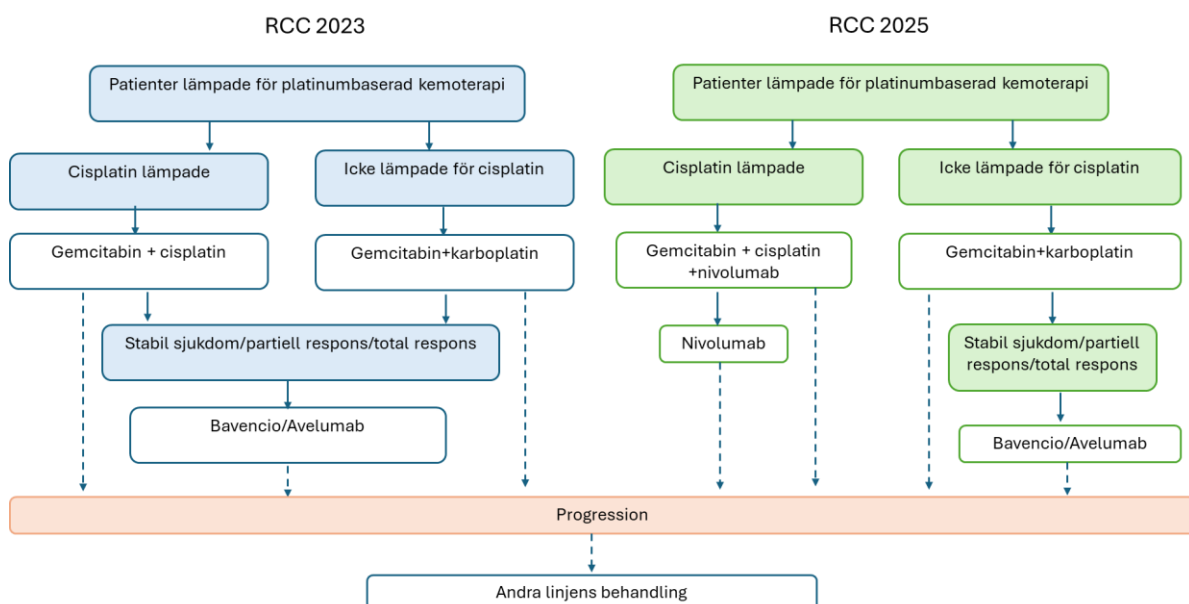 RCC 2023
Patienter lämpade för platinumbaserad kemoterapi
Cisplatin lämpade
Icke lämpade för cisplatin
Gemcitabin + cisplatin
Gemcitabin+karboplatin
Stabil sjukdom/partiell respons/total respons
Bavencio/Avelumab
RCC 2025
Patienter lämpade för platinumbaserad kemoterapi
Cisplatin lämpade
Icke lämpade för cisplatin
Gemcitabin + cisplatin
+nivolumab
Gemcitabin+karboplatin
Nivolumab
Stabil sjukdom/partiell
respons/total respons
Bavencio/Avelumab
Progression
Andra linjens behandling